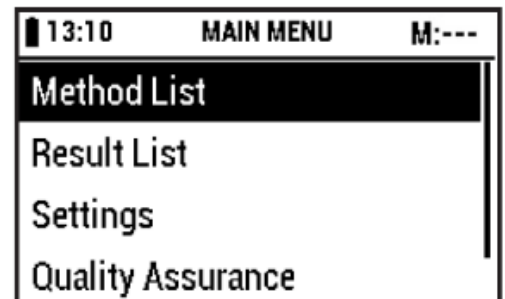 13:10 MAIN MENU M:---
Method List
Result List
Settings
Quality Assurance